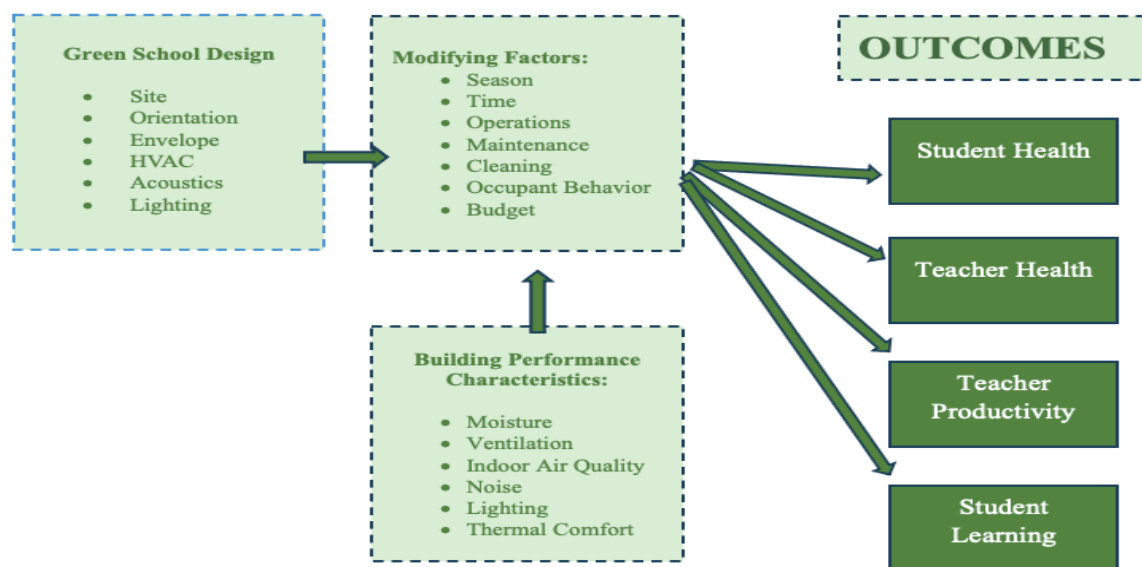 Green School Design
• Site
• Orientation
• Envelope
• HVAC
• Acoustics
• Lighting
Modifying Factors:
• Season
• Time
• Operations
• Maintenance
• Cleaning
• Occupant Behavior
• Budget
Building Performance
Characteristics:
• Moisture
• Ventilation
• Indoor Air Quality
• Noise
• Lighting
• Thermal Comfort
OUTCOMES
Student Health
Teacher Health
Teacher
Productivity
Student
Learning